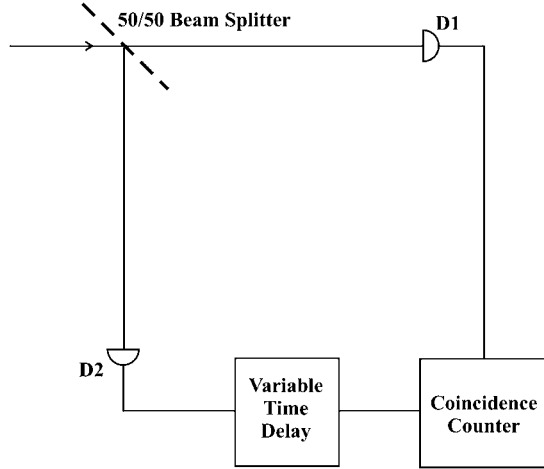 50/50 Beam Splitter
D1
D2
Variable
Time
Delay
Coincidence
Counter